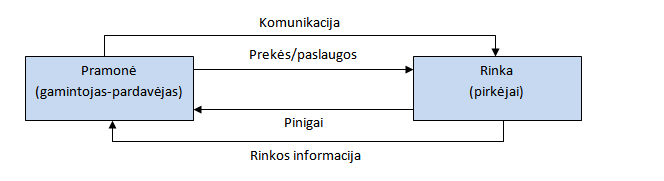 Komunikacija
Prekės/paslaugos
Pramonė
(gamintojas-pardavėjas)
Rinka
(pirkėjai)
Pinigai
Rinkos informacija